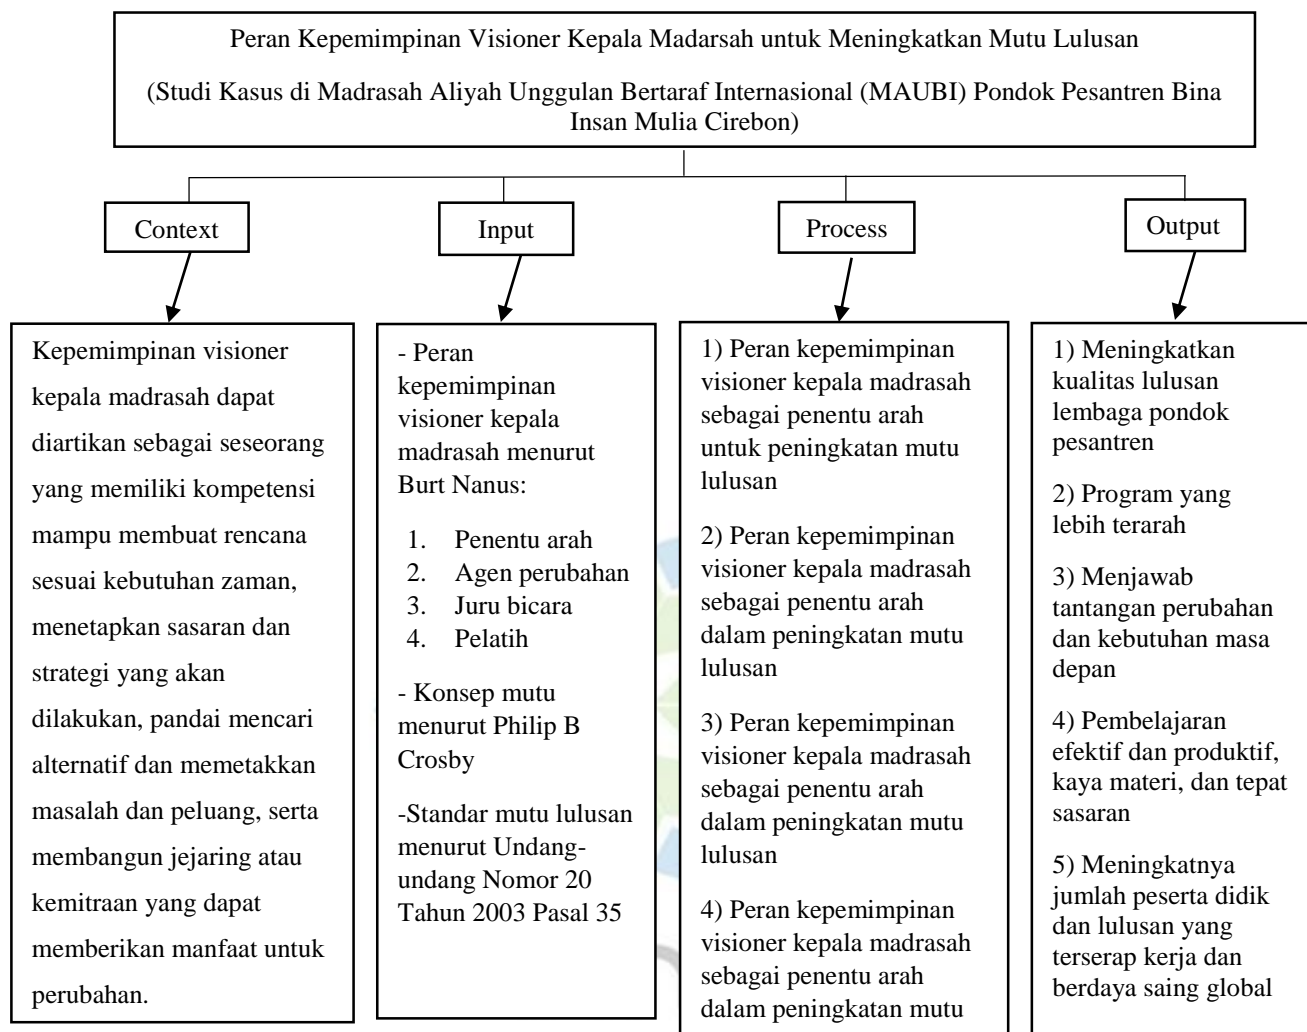 Peran Kepemimpinan Visioner Kepala Madarsah untuk Meningkatkan Mutu Lulusan
(Studi Kasus di Madrasah Aliyah Unggulan Bertaraf Internasional (MAUBI) Pondok Pesantren Bina
Insan Mulia Cirebon)
Context
Input
Process
Output
Kepemimpinan visioner
kepala madrasah dapat
diartikan sebagai seseorang
yang memiliki kompetensi
mampu membuat rencana
sesuai kebutuhan zaman,
menetapkan sasaran dan
strategi yang akan
dilakukan, pandai mencari
alternatif dan memetakkan
masalah dan peluang, serta
membangun jejaring atau
kemitraan yang dapat
memberikan manfaat untuk
perubahan.
- Peran
kepemimpinan
visioner kepala
madrasah menurut
Burt Nanus:
1. Penentu arah
2. Agen perubahan
3. Juru bicara
4. Pelatih
- Konsep mutu
menurut Philip B
Crosby
-Standar mutu lulusan
menurut Undang-
undang Nomor 20
Tahun 2003 Pasal 35
1) Peran kepemimpinan
visioner kepala madrasah
sebagai penentu arah
untuk peningkatan mutu
lulusan
2) Peran kepemimpinan
visioner kepala madrasah
sebagai penentu arah
dalam peningkatan mutu
lulusan
3) Peran kepemimpinan
visioner kepala madrasah
sebagai penentu arah
dalam peningkatan mutu
lulusan
4) Peran kepemimpinan
visioner kepala madrasah
sebagai penentu arah
dalam peningkatan mutu
1) Meningkatkan
kualitas lulusan
lembaga pondok
pesantren
2) Program yang
lebih terarah
3) Menjawab
tantangan perubahan
dan kebutuhan masa
depan
4) Pembelajaran
efektif dan produktif,
kaya materi, dan tepat
sasaran
5) Meningkatnya
jumlah peserta didik
dan lulusan yang
terserap kerja dan
berdaya saing global